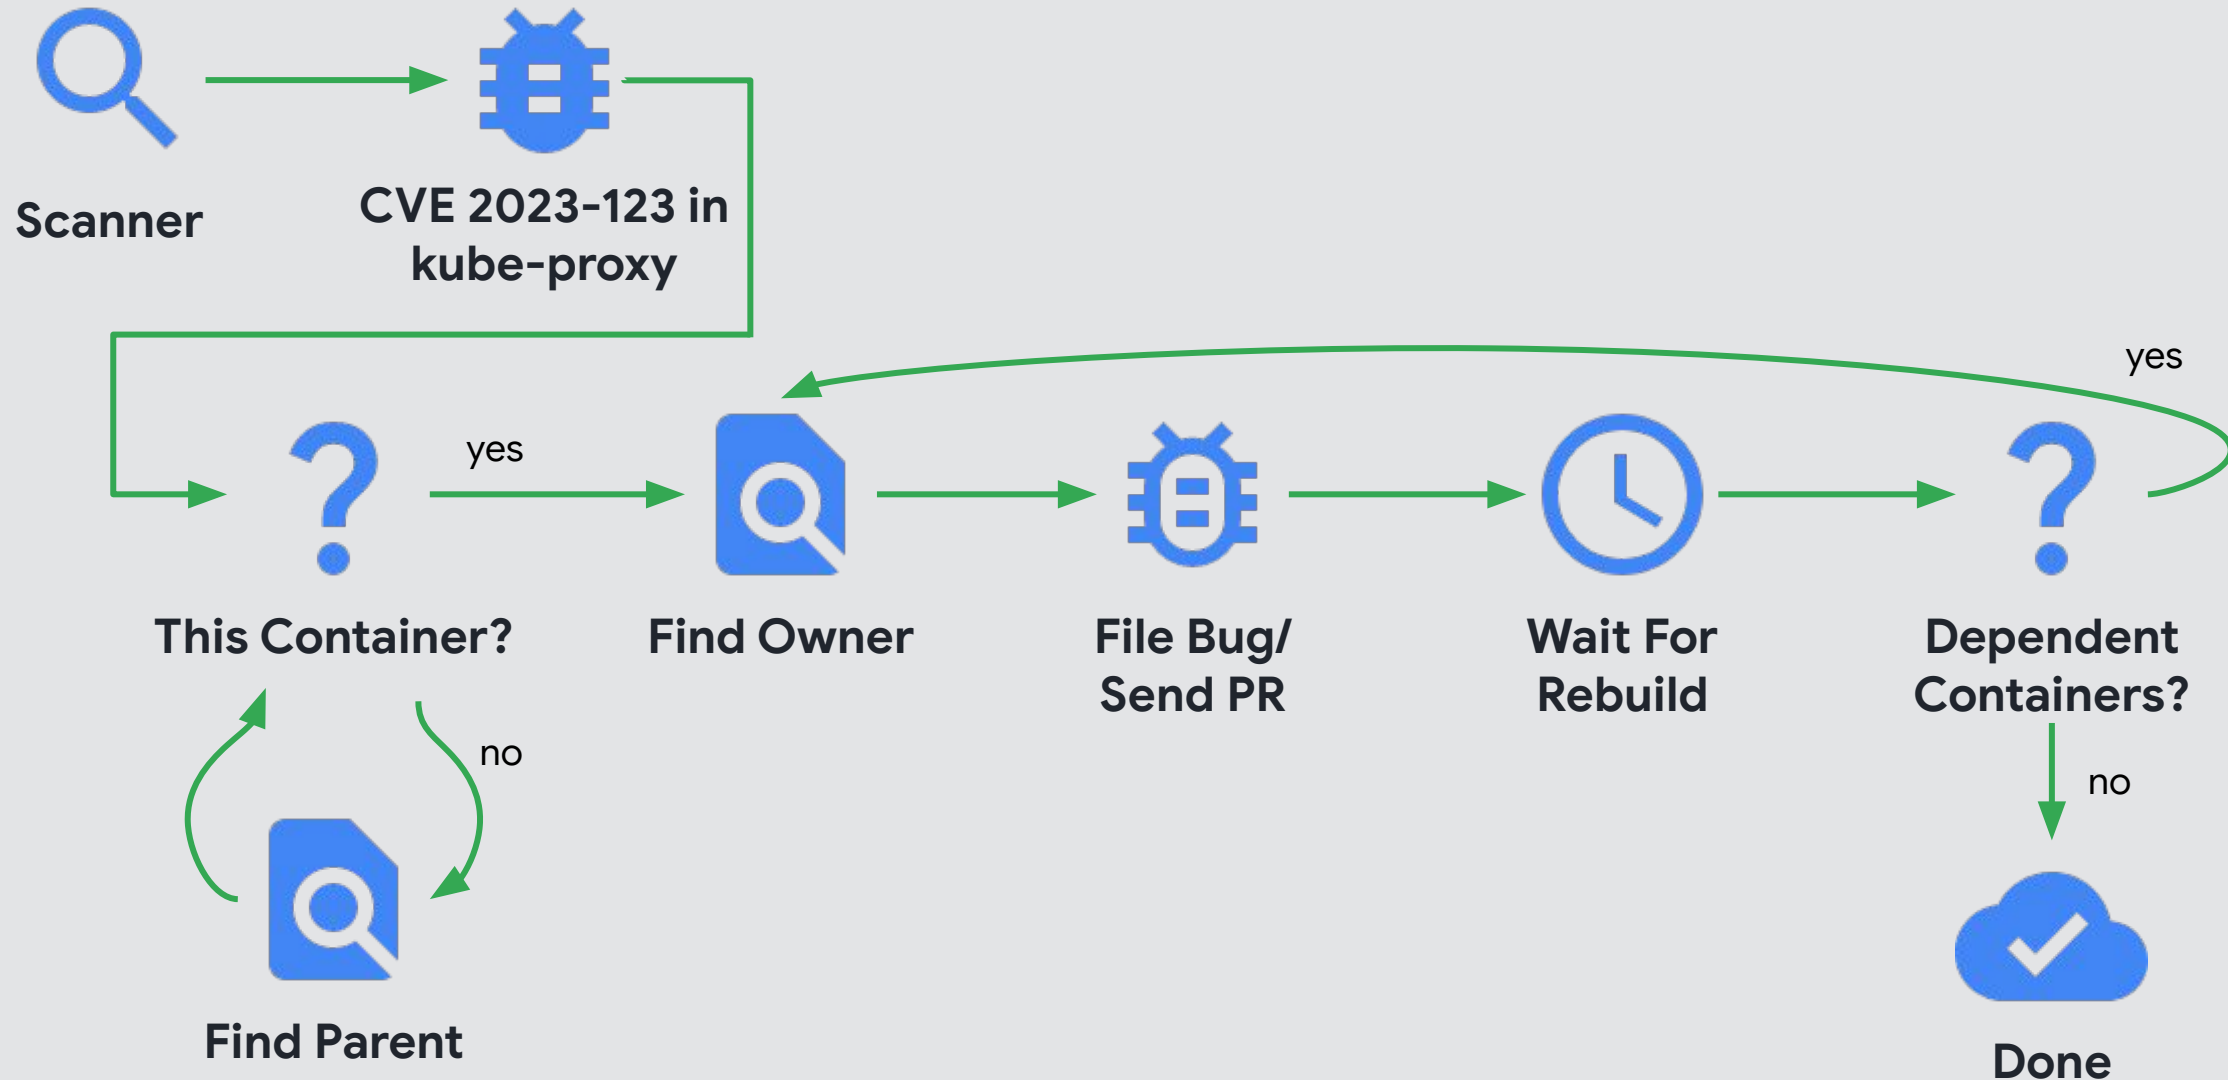 Scanner
CVE 2023-123 in
kube-proxy
yes
yes
This Container?
Find Owner
File Bug/
Send PR
Wait For
Rebuild
Dependent
Containers?
no
no
Find Parent
Done